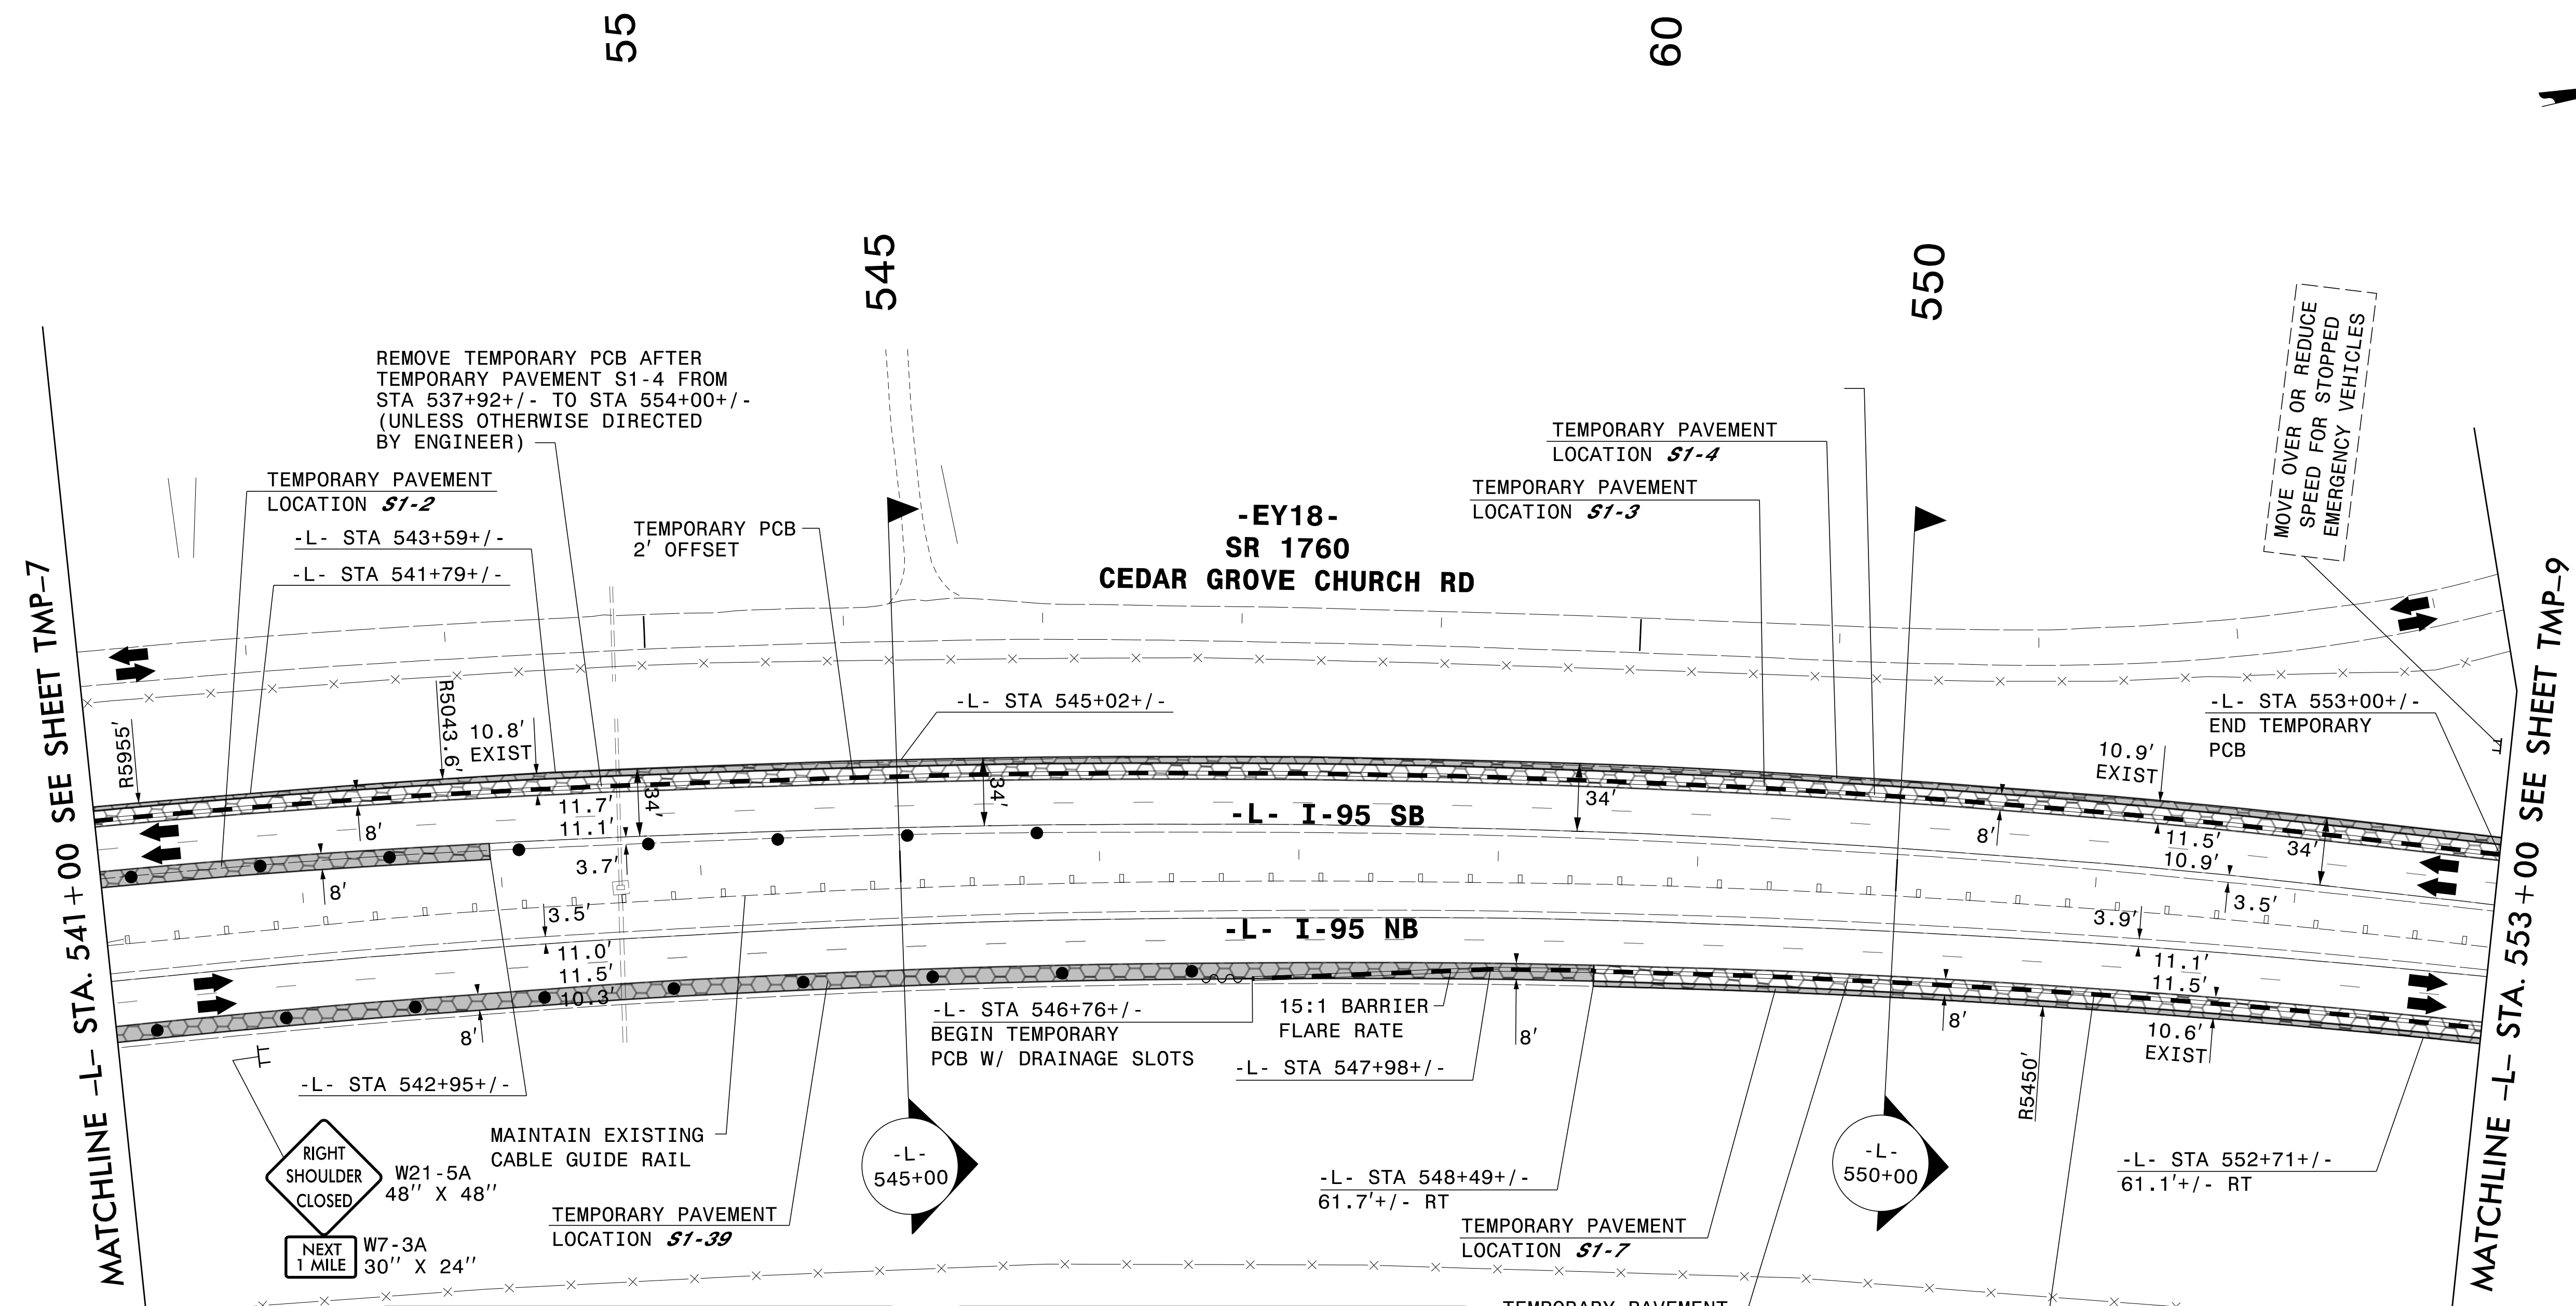 55
60
545
550
MOVE OVER OR REDUCE
SPEED FOR STOPPED
EMERGENCY VEHICLES
REMOVE TEMPORARY PCB AFTER
TEMPORARY PAVEMENT S1-4 FROM
STA 537+92+/- TO STA 554+00+/-
(UNLESS OTHERWISE DIRECTED
BY ENGINEER)
TEMPORARY PAVEMENT
LOCATION S1-2
-L- STA 543+59+/-
-L- STA 541+79+/-
TEMPORARY PCB
2' OFFSET
-EY18-
SR 1760
CEDAR GROVE CHURCH RD
TEMPORARY PAVEMENT
LOCATION S1-4
TEMPORARY PAVEMENT
LOCATION S1-3
MATCHLINE -L- STA. 541+00 SEE SHEET TMP-7
MATCHLINE -L- STA. 553+00 SEE SHEET TMP-9
R5955'
R5043.6'
10.8'
EXIST
-L- STA 545+02+/-
-L- STA 553+00+/-
END TEMPORARY
PCB
10.9'
EXIST
11.7'
11.1'
34'
34'
34'
34'
8'
8'
3.7'
-L- I-95 SB
8'
11.5'
10.9'
3.5'
3.9'
3.5'
11.0'
11.5'
10.3'
-L- I-95 NB
11.1'
11.5'
10.6'
EXIST
8'
8'
8'
R5450'
-L- STA 546+76+/-
BEGIN TEMPORARY
PCB W/ DRAINAGE SLOTS
15:1 BARRIER
FLARE RATE
-L- STA 547+98+/-
-L- STA 542+95+/-
MAINTAIN EXISTING
CABLE GUIDE RAIL
RIGHT
SHOULDER
CLOSED
W21-5A
48'' X 48''
NEXT
1 MILE
W7-3A
30'' X 24''
TEMPORARY PAVEMENT
LOCATION S1-39
-L-
545+00
-L- STA 548+49+/-
61.7'+/- RT
TEMPORARY PAVEMENT
LOCATION S1-7
-L-
550+00
-L- STA 552+71+/-
61.1'+/- RT
TEMPORARY PAVEMENT